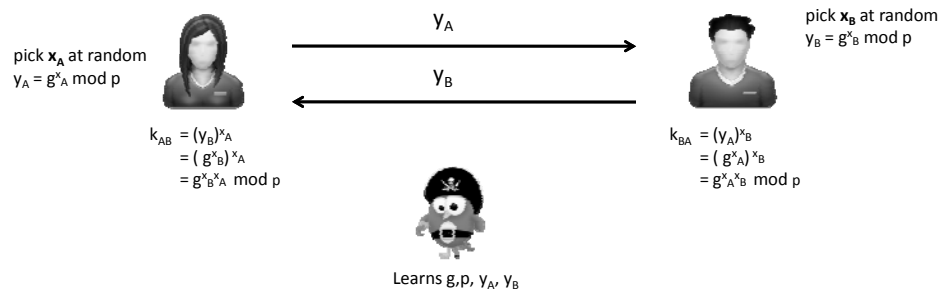 y_A
pick x_B at random
y_B = g^x_B mod p
pick x_A at random
y_A = g^x_A mod p
y_B
k_AB = (y_B)^x_A
= ( g^x_B)^x_A
= g^x_B^x_A mod p
k_BA = (y_A)^x_B
= ( g^x_A)^x_B
= g^x_A^x_B mod p
Learns g,p, y_A, y_B